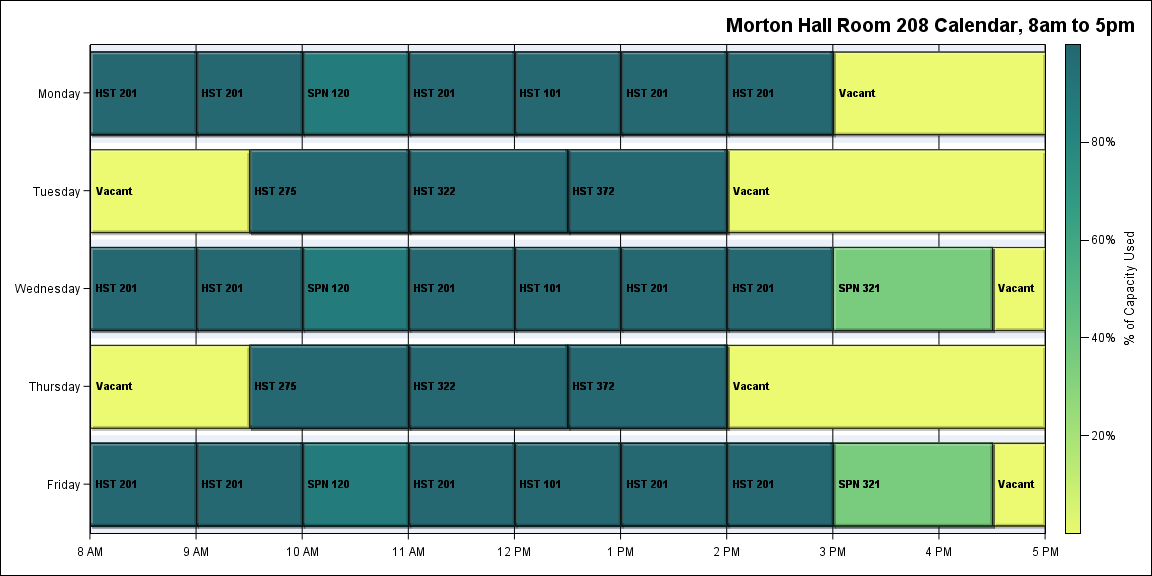 Morton Hall Room 208 Calendar, 8am to 5pm
Monday
HST 201
HST 201
SPN 120
HST 201
HST 101
HST 201
HST 201
Vacant
Tuesday
Vacant
HST 275
HST 322
HST 372
Vacant
Wednesday
HST 201
HST 201
SPN 120
HST 201
HST 101
HST 201
HST 201
SPN 321
Vacant
Thursday
Vacant
HST 275
HST 322
HST 372
Vacant
Friday
HST 201
HST 201
SPN 120
HST 201
HST 101
HST 201
HST 201
SPN 321
Vacant
8 AM
9 AM
10 AM
11 AM
12 PM
1 PM
2 PM
3 PM
4 PM
5 PM
80%
60%
40%
20%
% of Capacity Used